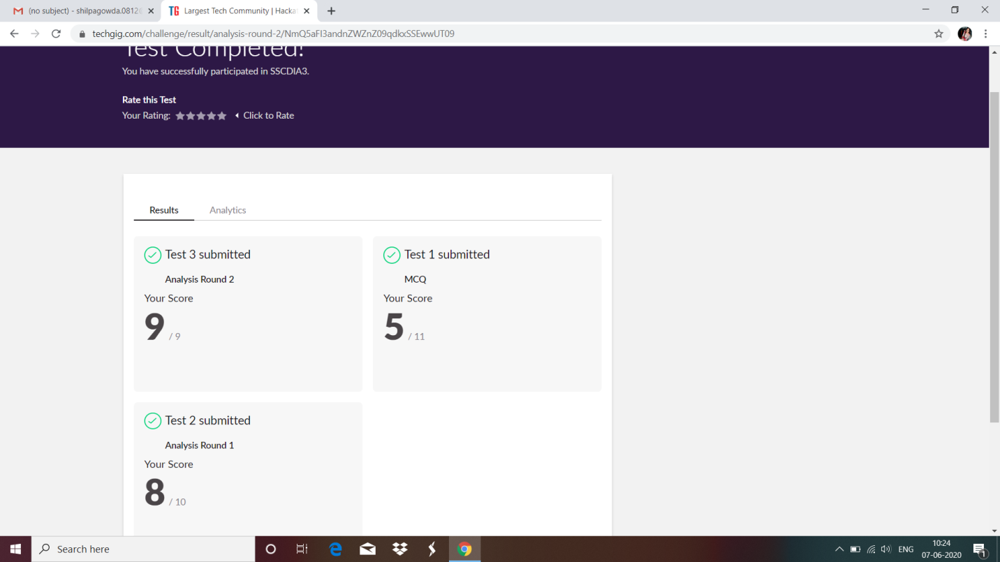 (no subject) - shilpagowda.0812
Largest Tech Community | Hacka
techgig.com/challenge/result/analysis-round-2/NmQ5aFI3andnZWZnZ09qdkxSSEwwUT09
Test Completed!
You have successfully participated in SSCDIA3.
Rate this Test
Your Rating: Click to Rate
Results Analytics
Test 3 submitted
Analysis Round 2
Your Score
9 / 9
Test 1 submitted
MCQ
Your Score
5 / 11
Test 2 submitted
Analysis Round 1
Your Score
8 / 10
Search here
ENG
10:24
07-06-2020
1